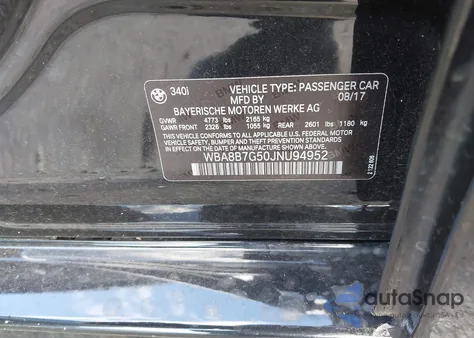 340i VEHICLE TYPE: PASSENGER CAR
MFD BY 08/17
BAYERISCHE MOTOREN WERKE AG
GVWR 4773 lbs 2165 kg
GAWR FRONT 2326 lbs 1055 kg REAR 2601 lbs 1180 kg
THIS VEHICLE CONFORMS TO ALL APPLICABLE U.S. FEDERAL MOTOR
VEHICLE SAFETY, BUMPER, AND THEFT PREVENTION STANDARDS IN
EFFECT ON THE DATE OF MANUFACTURE SHOWN ABOVE.
WBA8B7G50JNU94952
autoSnap